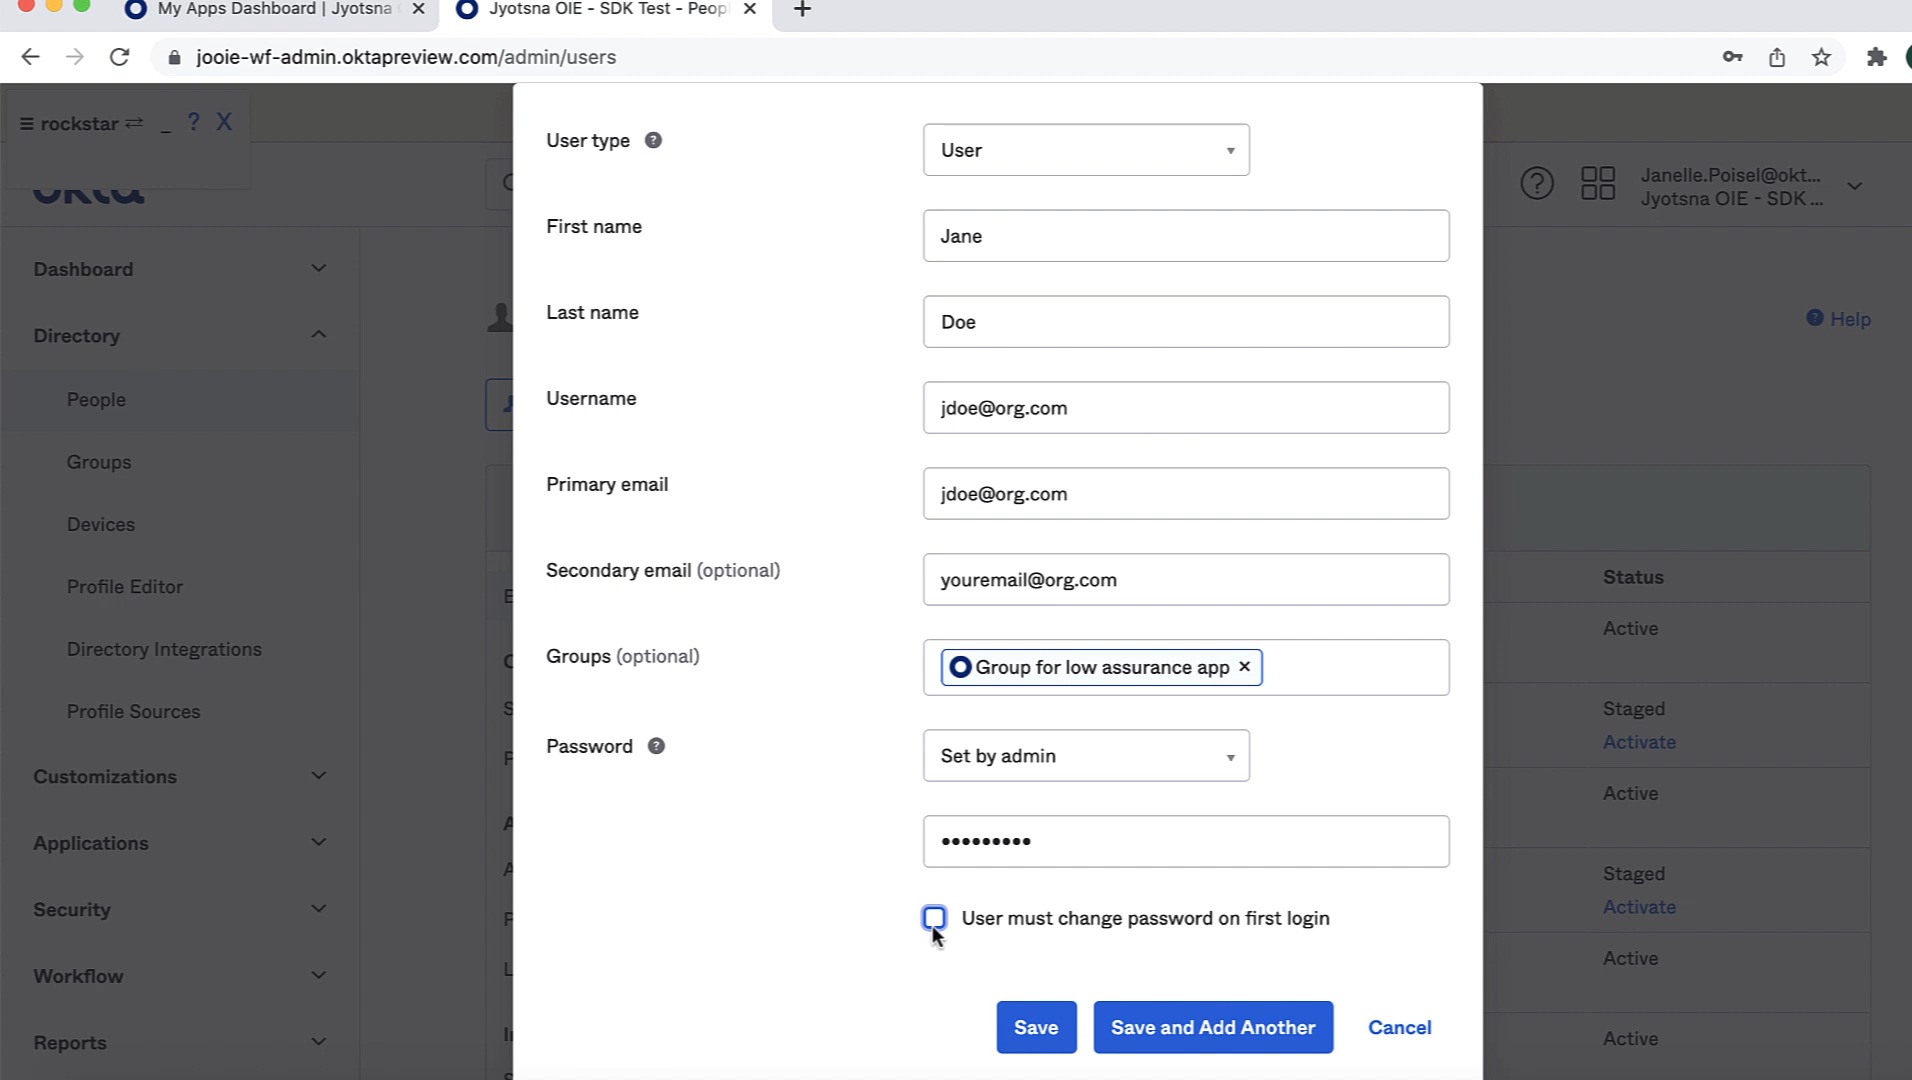 My Apps Dashboard | Jyotsna
Jyotsna OIE - SDK Test - Peop
jooie-wf-admin.oktapreview.com/admin/users
rockstar
? X
okta
Janelle.Poisel@okt...
Jyotsna OIE - SDK ...
Dashboard
Directory
People
Groups
Devices
Profile Editor
Directory Integrations
Profile Sources
Customizations
Applications
Security
Workflow
Reports
User type
User
First name
Jane
Last name
Doe
Username
jdoe@org.com
Primary email
jdoe@org.com
Secondary email (optional)
youremail@org.com
Groups (optional)
Group for low assurance app
Password
Set by admin
•••••••••
User must change password on first login
Save
Save and Add Another
Cancel
Help
Status
Active
Staged
Activate
Active
Staged
Activate
Active
Active